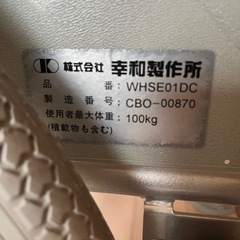 株式会社 幸和製作所
品番:WHSE01DC
製造番号:CBO-00870
使用者最大体重:100kg
(積載物も含む)